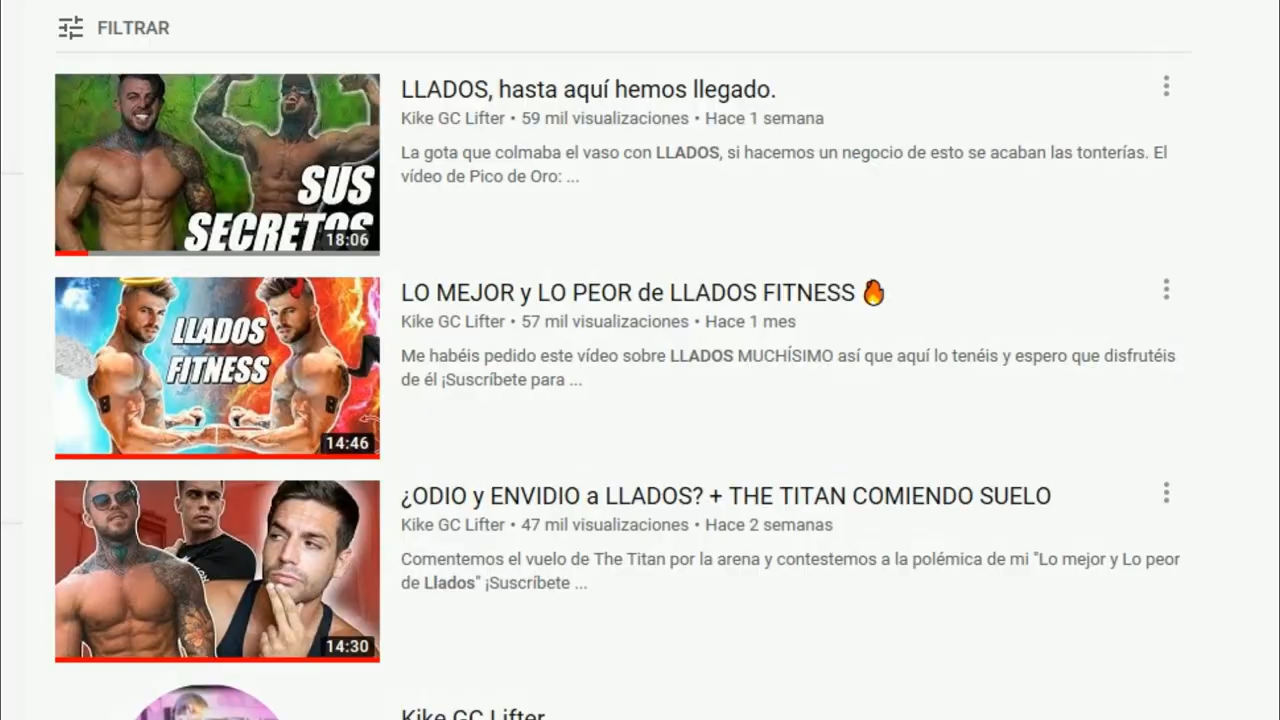 FILTRAR
SUS
SECRETOS
18:06
LLADOS, hasta aquí hemos llegado.
Kike GC Lifter • 59 mil visualizaciones • Hace 1 semana
La gota que colmaba el vaso con LLADOS, si hacemos un negocio de esto se acaban las tonterías. El
vídeo de Pico de Oro: ...
LLADOS
FITNESS
14:46
LO MEJOR y LO PEOR de LLADOS FITNESS 🔥
Kike GC Lifter • 57 mil visualizaciones • Hace 1 mes
Me habéis pedido este vídeo sobre LLADOS MUCHÍSIMO así que aquí lo tenéis y espero que disfrutéis
de él ¡Suscríbete para ...
14:30
¿ODIO y ENVIDIO a LLADOS? + THE TITAN COMIENDO SUELO
Kike GC Lifter • 47 mil visualizaciones • Hace 2 semanas
Comentemos el vuelo de The Titan por la arena y contestemos a la polémica de mi "Lo mejor y Lo peor
de Llados" ¡Suscríbete ...
Kike GC Lifter